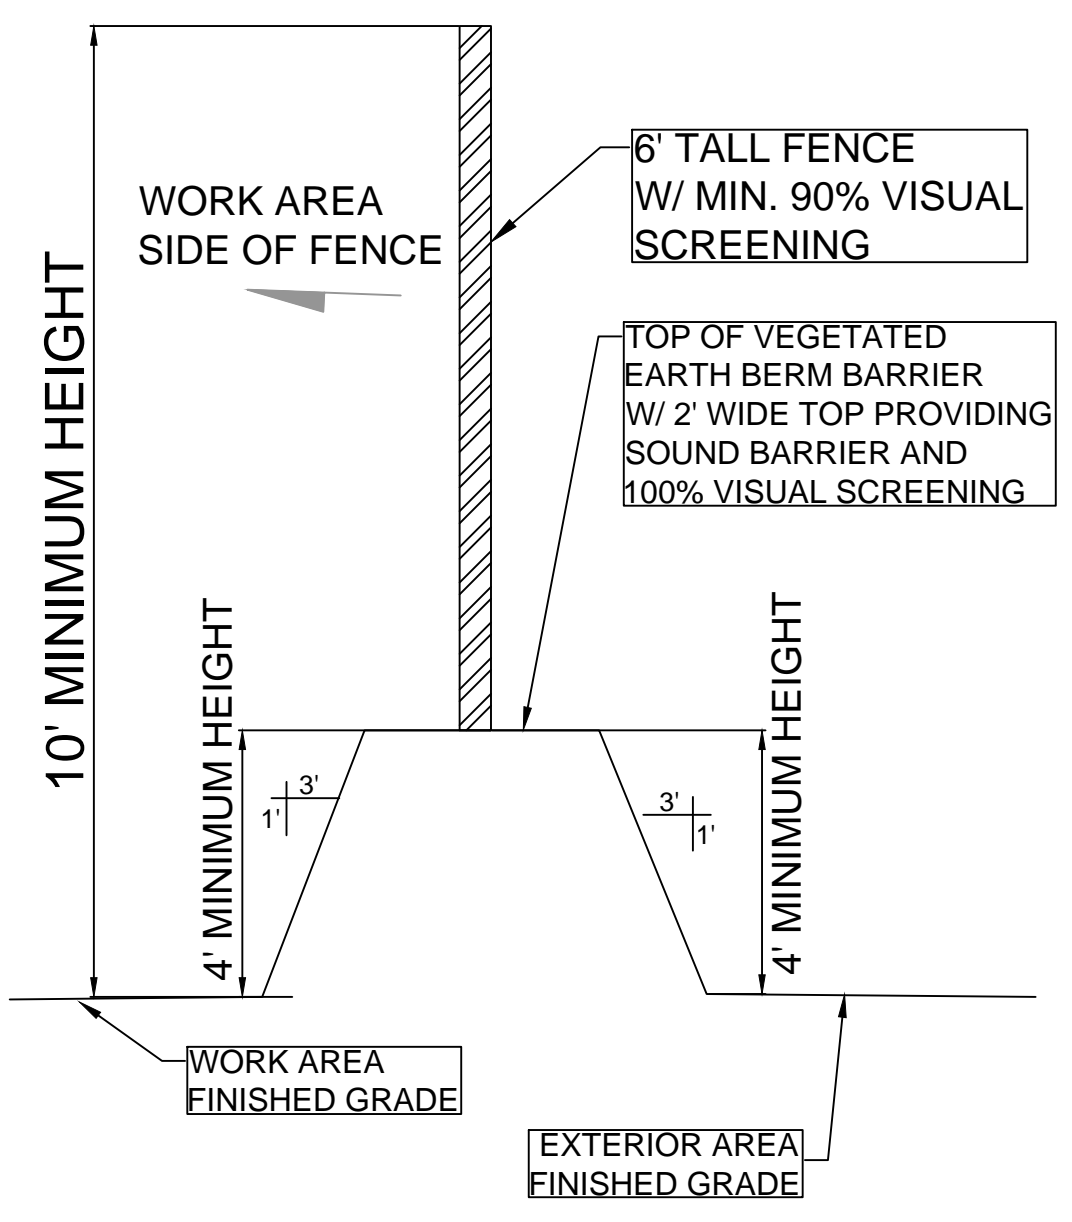 6' TALL FENCE
W/ MIN. 90% VISUAL
SCREENING
WORK AREA
SIDE OF FENCE
10' MINIMUM HEIGHT
TOP OF VEGETATED
EARTH BERM BARRIER
W/ 2' WIDE TOP PROVIDING
SOUND BARRIER AND
100% VISUAL SCREENING
4' MINIMUM HEIGHT
3'
1'
3'
1'
4' MINIMUM HEIGHT
WORK AREA
FINISHED GRADE
EXTERIOR AREA
FINISHED GRADE